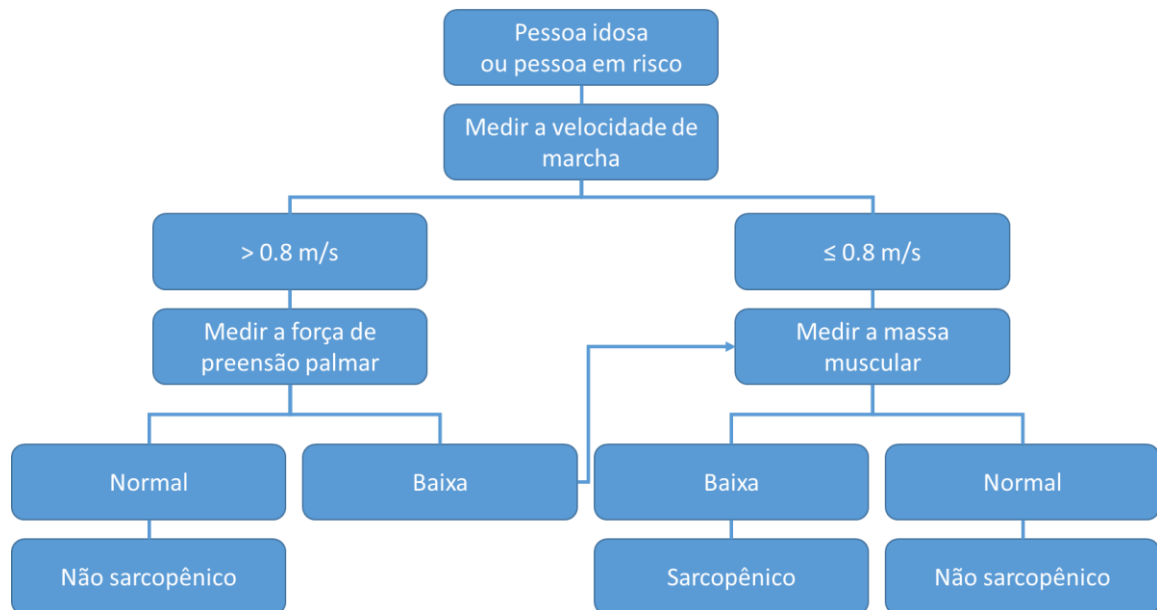 Pessoa idosa
ou pessoa em risco
Medir a velocidade de
marcha
> 0.8 m/s
≤ 0.8 m/s
Medir a força de
preensão palmar
Medir a massa
muscular
Normal
Baixa
Baixa
Normal
Não sarcopênico
Sarcopênico
Não sarcopênico